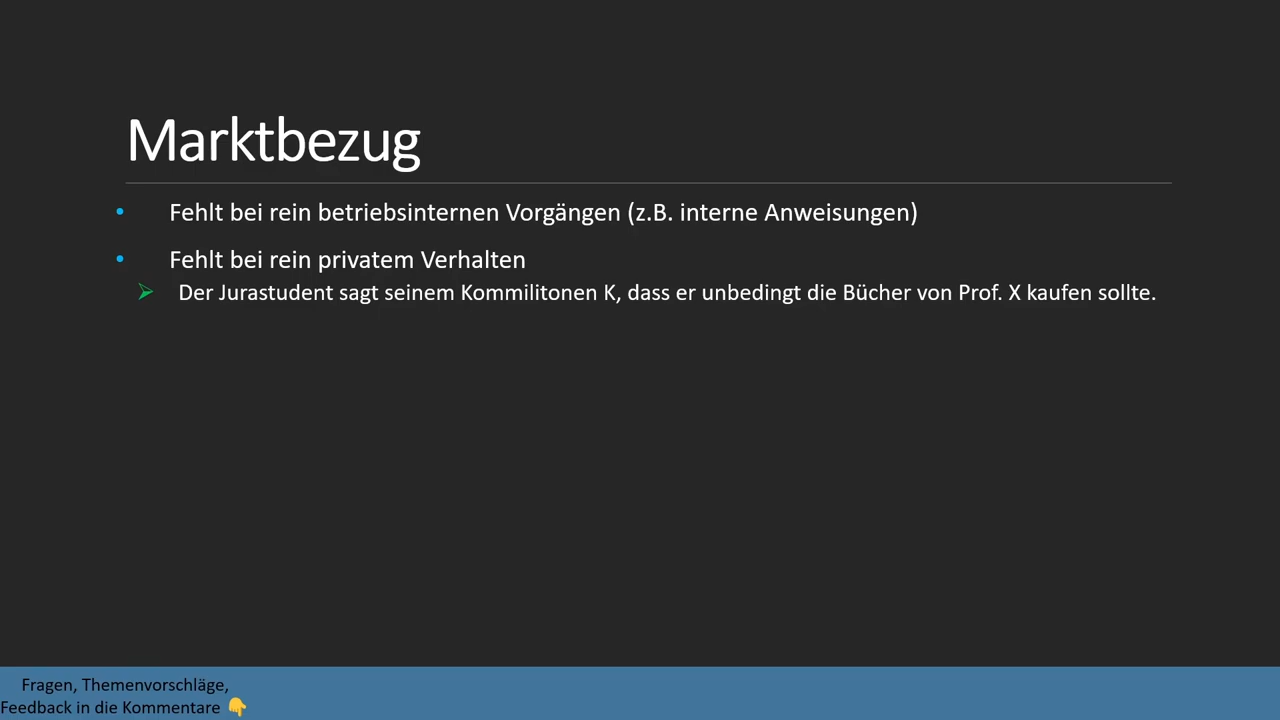 Marktbezug
• Fehlt bei rein betriebsinternen Vorgängen (z.B. interne Anweisungen)
• Fehlt bei rein privatem Verhalten
➢ Der Jurastudent sagt seinem Kommilitonen K, dass er unbedingt die Bücher von Prof. X kaufen sollte.
Fragen, Themenvorschläge,
Feedback in die Kommentare 👇